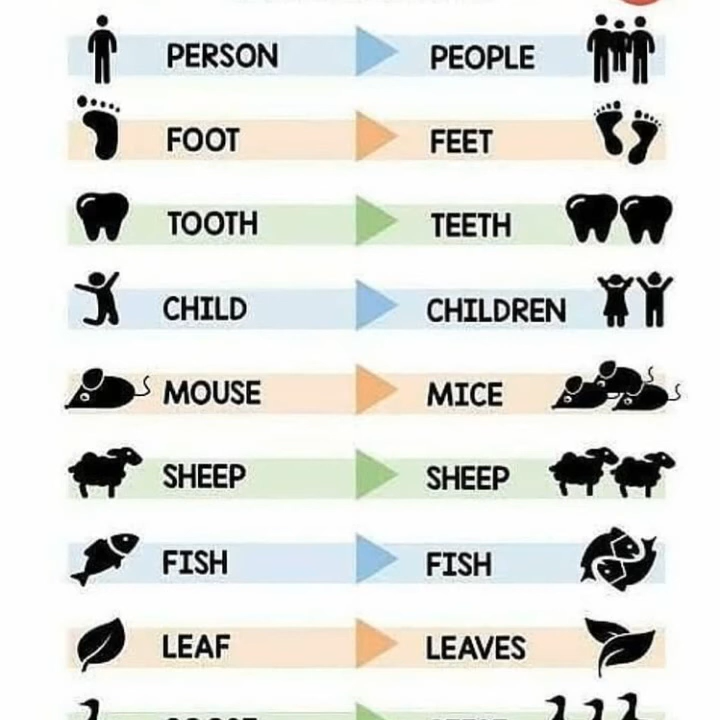 PERSON PEOPLE
FOOT FEET
TOOTH TEETH
CHILD CHILDREN
MOUSE MICE
SHEEP SHEEP
FISH FISH
LEAF LEAVES